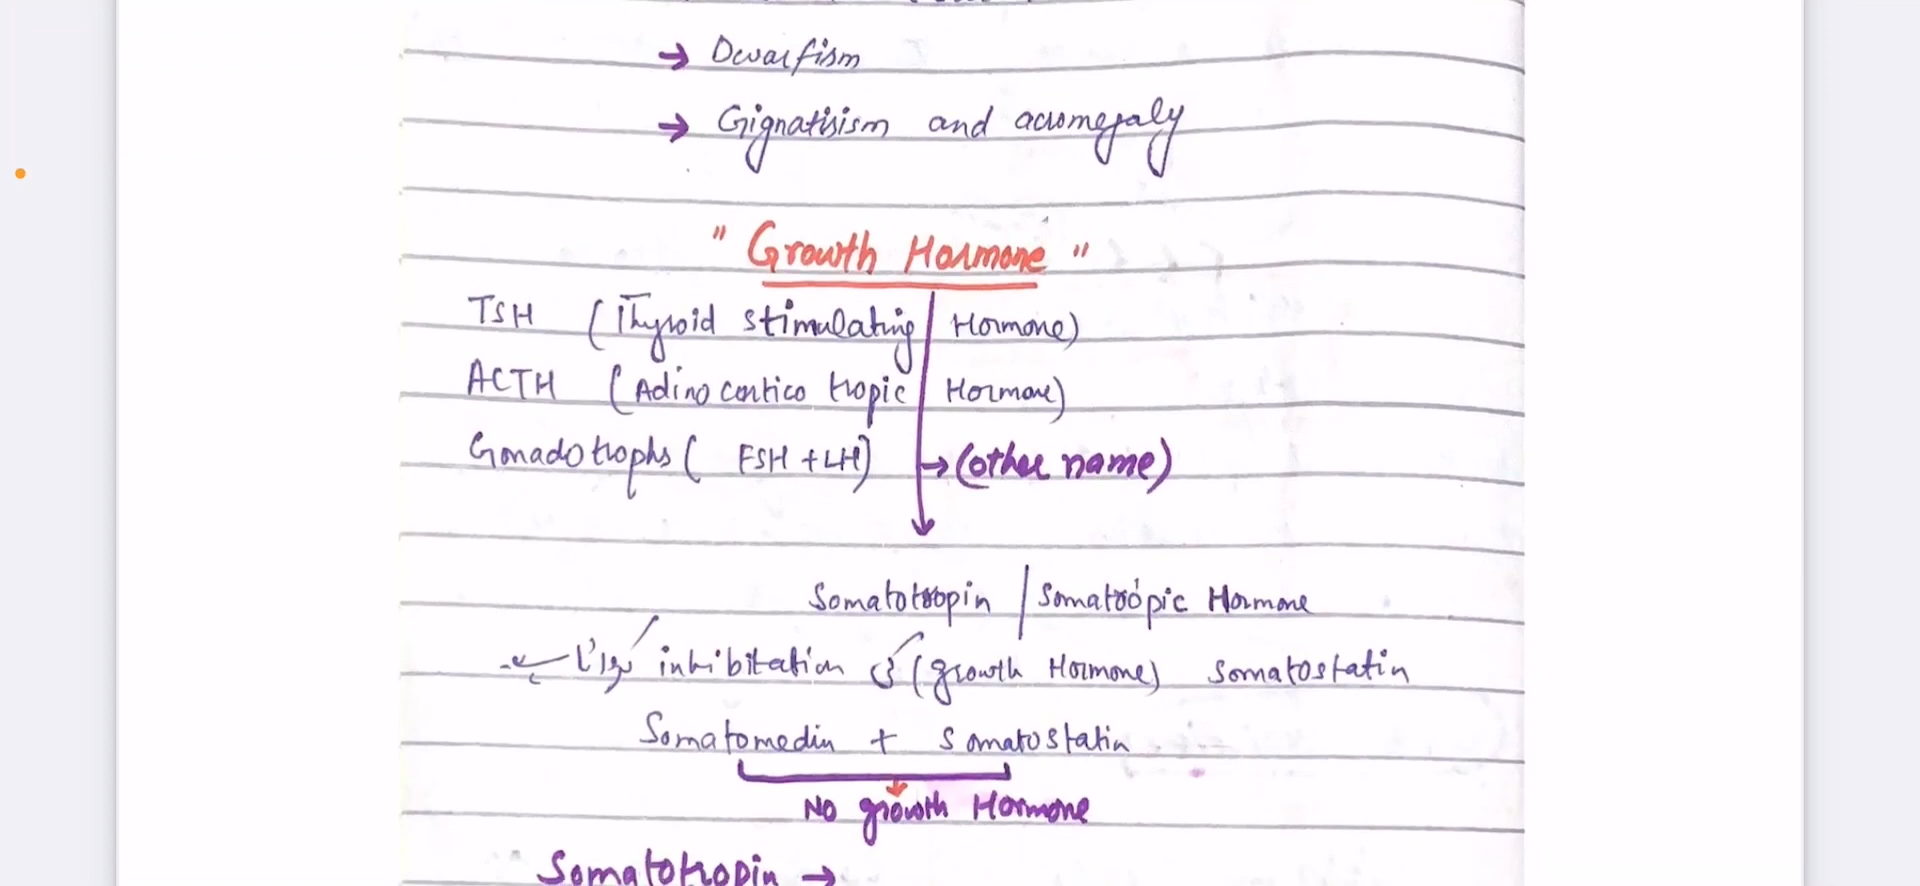 → Dwarfism
→ Gignatisism and acromegaly
" Growth Hormone "
TSH (Thyroid stimulating Hormone)
ACTH (Adino cortico tropic Hormone)
Gonadotrophs ( FSH + LH) → (other name)
Somatotropin / Somatropic Hormone
inhibitation کی (growth Hormone) Somatostatin
Somatomedin + Somatostatin
No growth Hormone
Somatotropin →